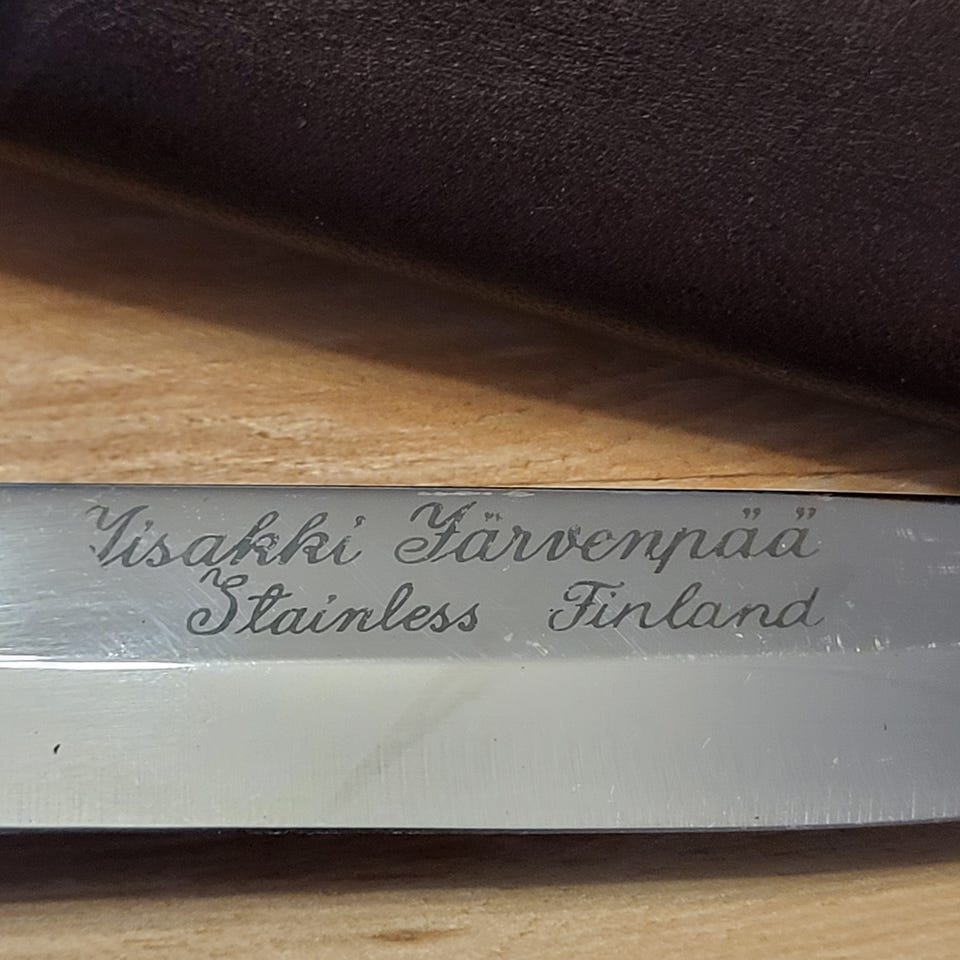 Iisakki Järvenpää
Stainless Finland